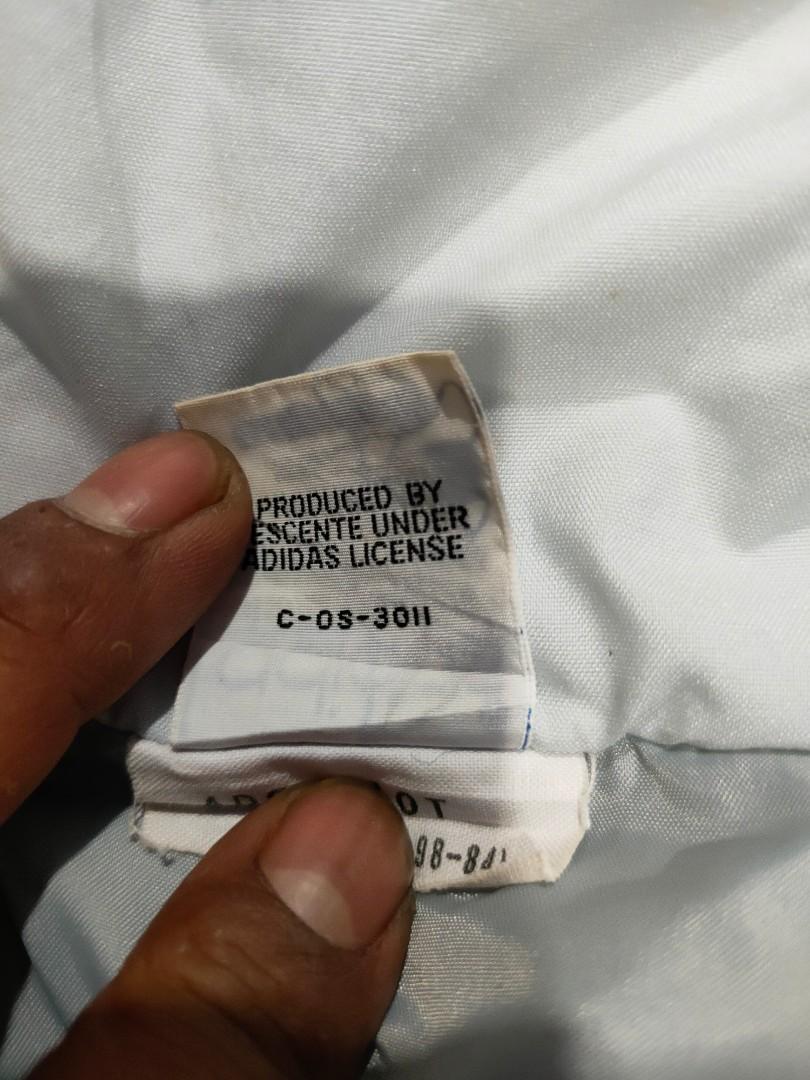 PRODUCED BY
ESCENTE UNDER
ADIDAS LICENSE
C-OS-3011